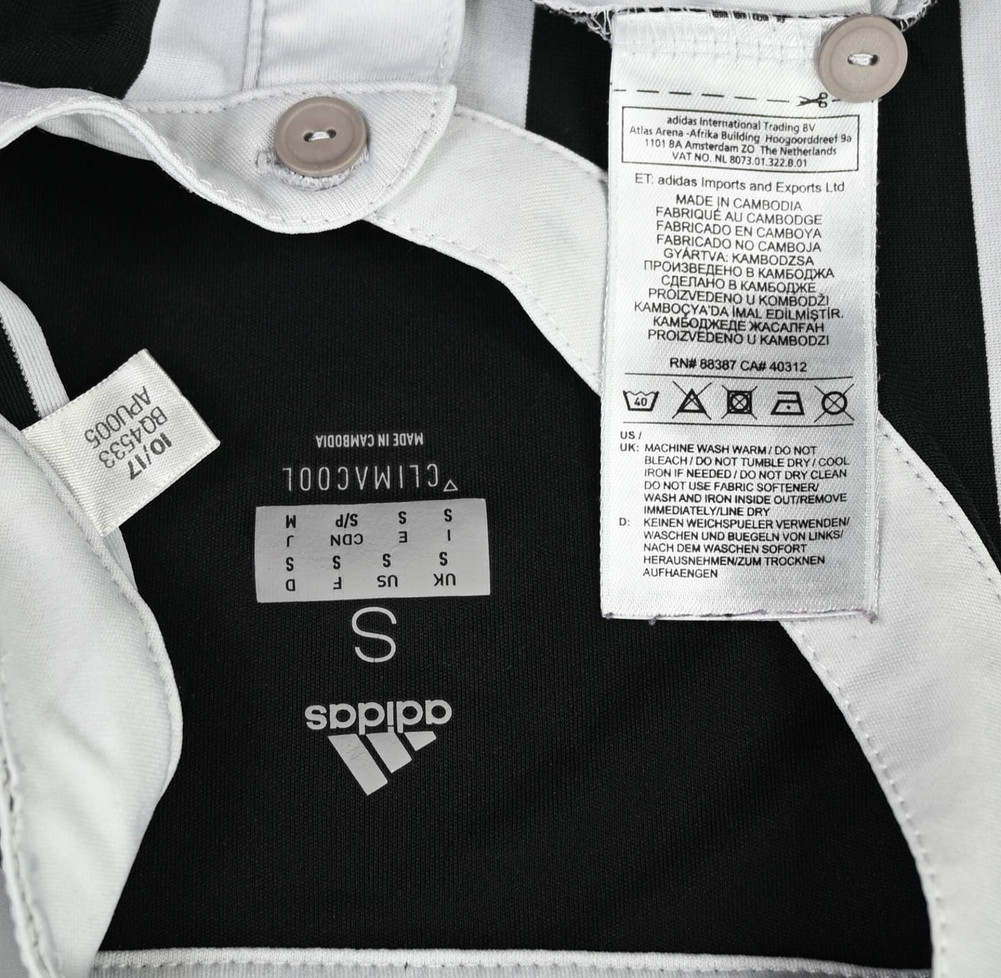 adidas International Trading BV
Atlas Arena -Afrika Building Hoogoorddreef 9a
1101 BA Amsterdam ZO The Netherlands
VAT NO. NL 8073.01.322.B.01
ET: adidas Imports and Exports Ltd
MADE IN CAMBODIA
FABRIQUÉ AU CAMBODGE
FABRICADO EN CAMBOYA
FABRICADO NO CAMBOJA
GYÁRTVA: KAMBODZSA
ПРОИЗВЕДЕНО В КАМБОДЖА
СДЕЛАНО В КАМБОДЖЕ
PROIZVEDENO U KOMBODŽI
KAMBOÇYA'DA İMAL EDİLMİŞTİR.
КАМБОДЖЕДЕ ЖАСАЛҒАН
PROIZVEDENO U KAMBODZI
RN# 88387 CA# 40312
40
US /
UK: MACHINE WASH WARM / DO NOT
BLEACH / DO NOT TUMBLE DRY / COOL
IRON IF NEEDED / DO NOT DRY CLEAN
DO NOT USE FABRIC SOFTENER/
WASH AND IRON INSIDE OUT/REMOVE
IMMEDIATELY/LINE DRY
D: KEINEN WEICHSPUELER VERWENDEN/
WASCHEN UND BUEGELN VON LINKS/
NACH DEM WASCHEN SOFORT
HERAUSNEHMEN/ZUM TROCKNEN
AUFHAENGEN
10/17
BQ4533
APU005
adidas
S
UK US F D
S S S S
I E CDN J
S S S/P M
CLIMACOOL
MADE IN CAMBODIA